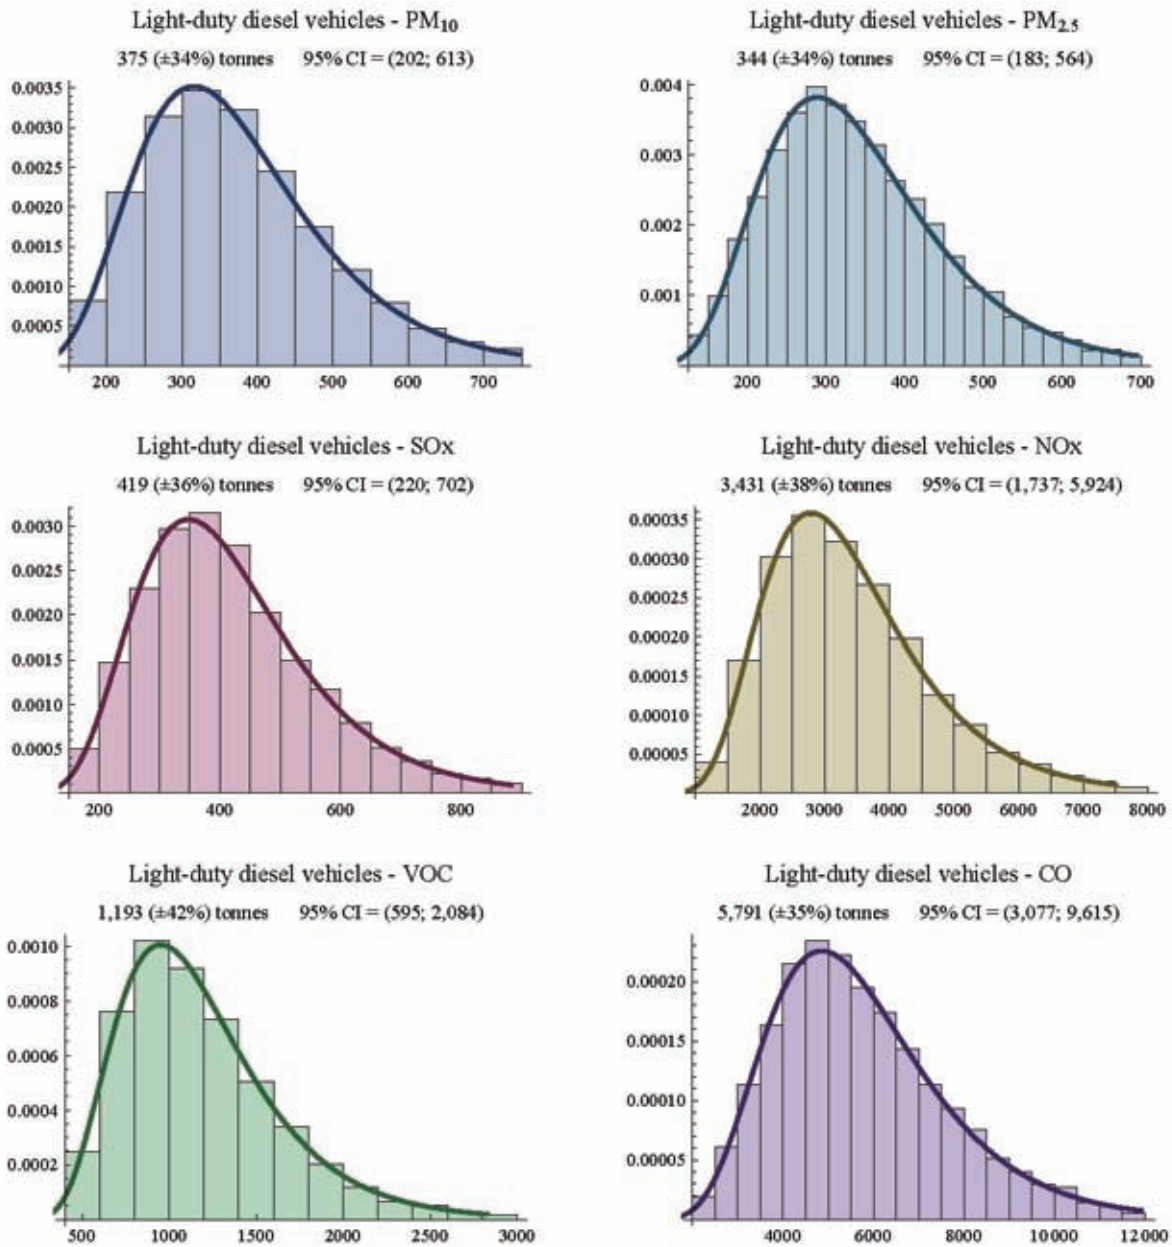 Light-duty diesel vehicles - PM10
375 (±34%) tonnes 95% CI = (202; 613)
0.0035
0.0030
0.0025
0.0020
0.0015
0.0010
0.0005
200 300 400 500 600 700
Light-duty diesel vehicles - PM2.5
344 (±34%) tonnes 95% CI = (183; 564)
0.004
0.003
0.002
0.001
200 300 400 500 600 700
Light-duty diesel vehicles - SOx
419 (±36%) tonnes 95% CI = (220; 702)
0.0030
0.0025
0.0020
0.0015
0.0010
0.0005
200 400 600 800
Light-duty diesel vehicles - NOx
3,431 (±38%) tonnes 95% CI = (1,737; 5,924)
0.00035
0.00030
0.00025
0.00020
0.00015
0.00010
0.00005
2000 3000 4000 5000 6000 7000 8000
Light-duty diesel vehicles - VOC
1,193 (±42%) tonnes 95% CI = (595; 2,084)
0.0010
0.0008
0.0006
0.0004
0.0002
500 1000 1500 2000 2500 3000
Light-duty diesel vehicles - CO
5,791 (±35%) tonnes 95% CI = (3,077; 9,615)
0.00020
0.00015
0.00010
0.00005
4000 6000 8000 10 000 12 000